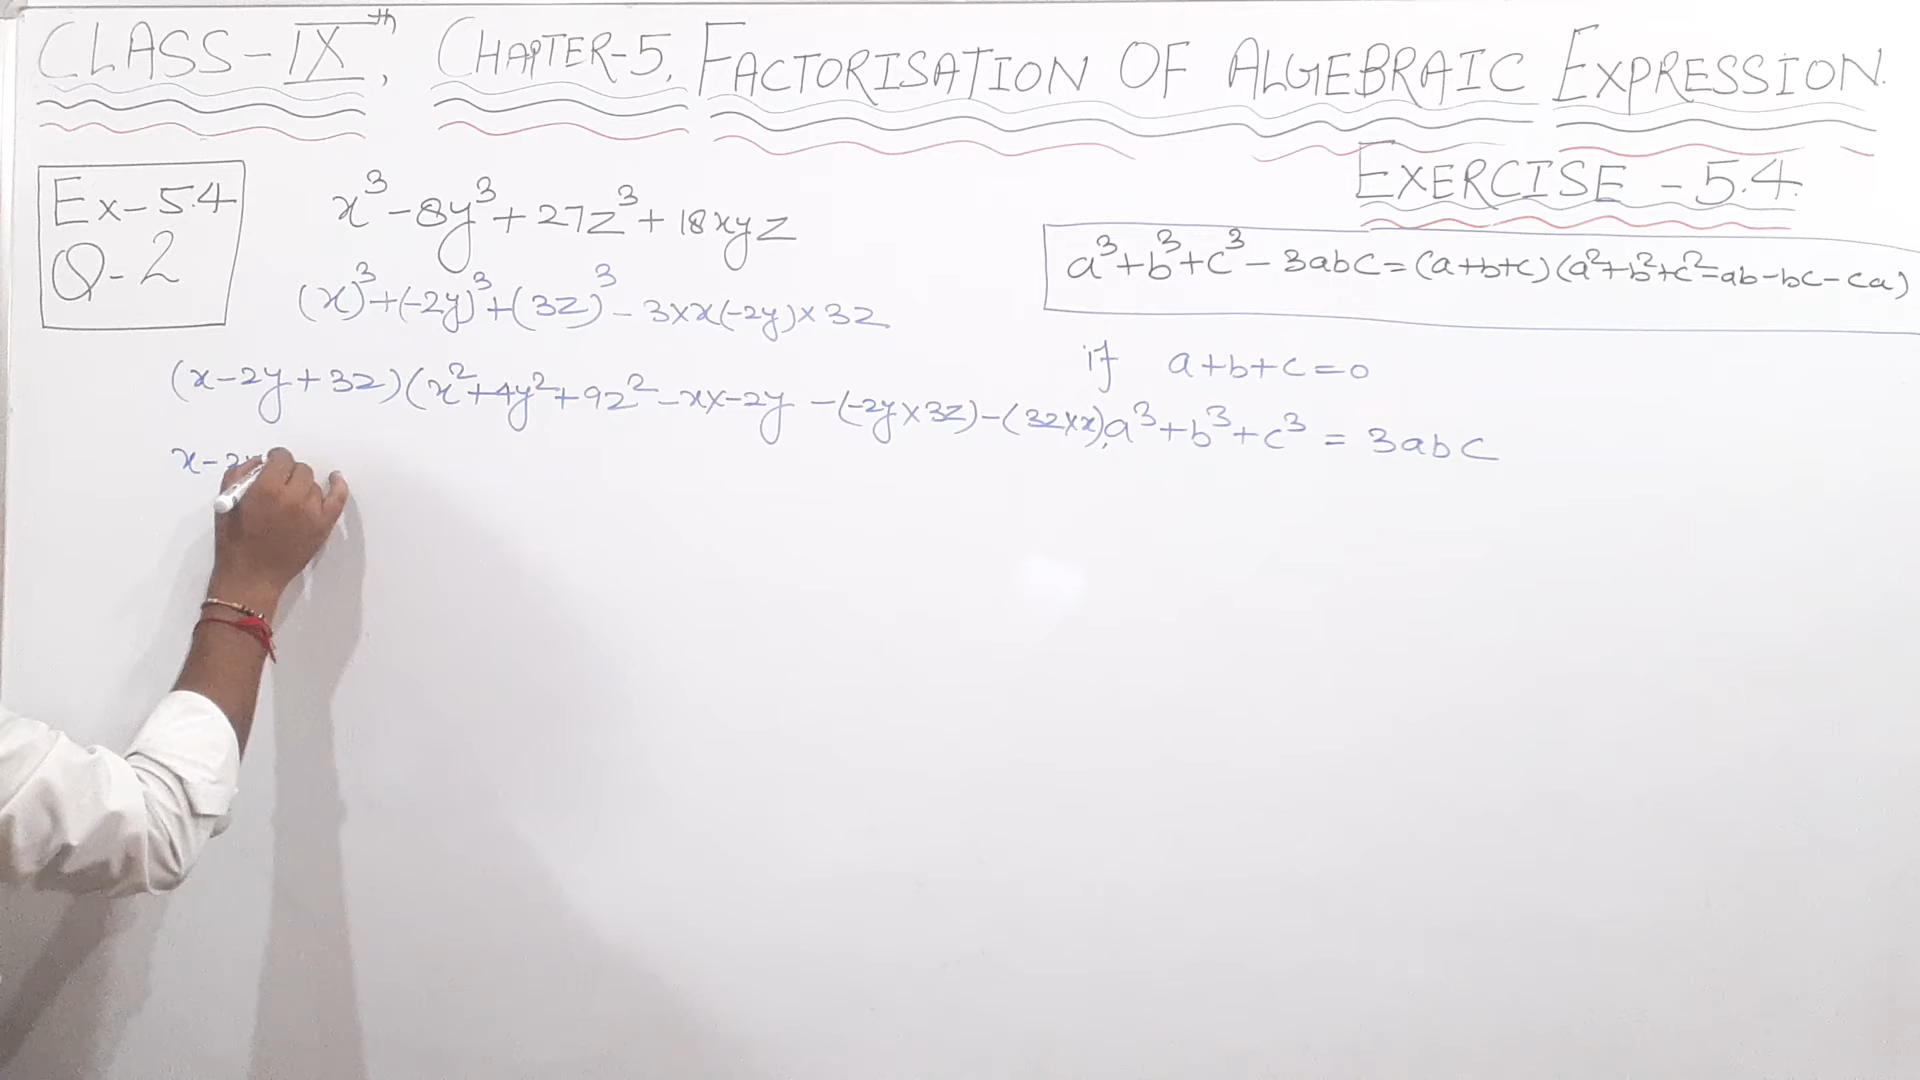 CLASS-IXth, CHAPTER-5, FACTORISATION OF ALGEBRAIC EXPRESSION.
EXERCISE - 5.4.
Ex-5.4
Q-2
x³-8y³+27z³+18xyz
(x)³+(-2y)³+(3z)³-3×x(-2y)×3z
a³+b³+c³-3abc=(a+b+c)(a²+b²+c²-ab-bc-ca)
if a+b+c=0
(x-2y+3z)(x²+4y²+9z²-x×-2y-(-2y×3z)-(3z×x)
a³+b³+c³=3abc
x-2y